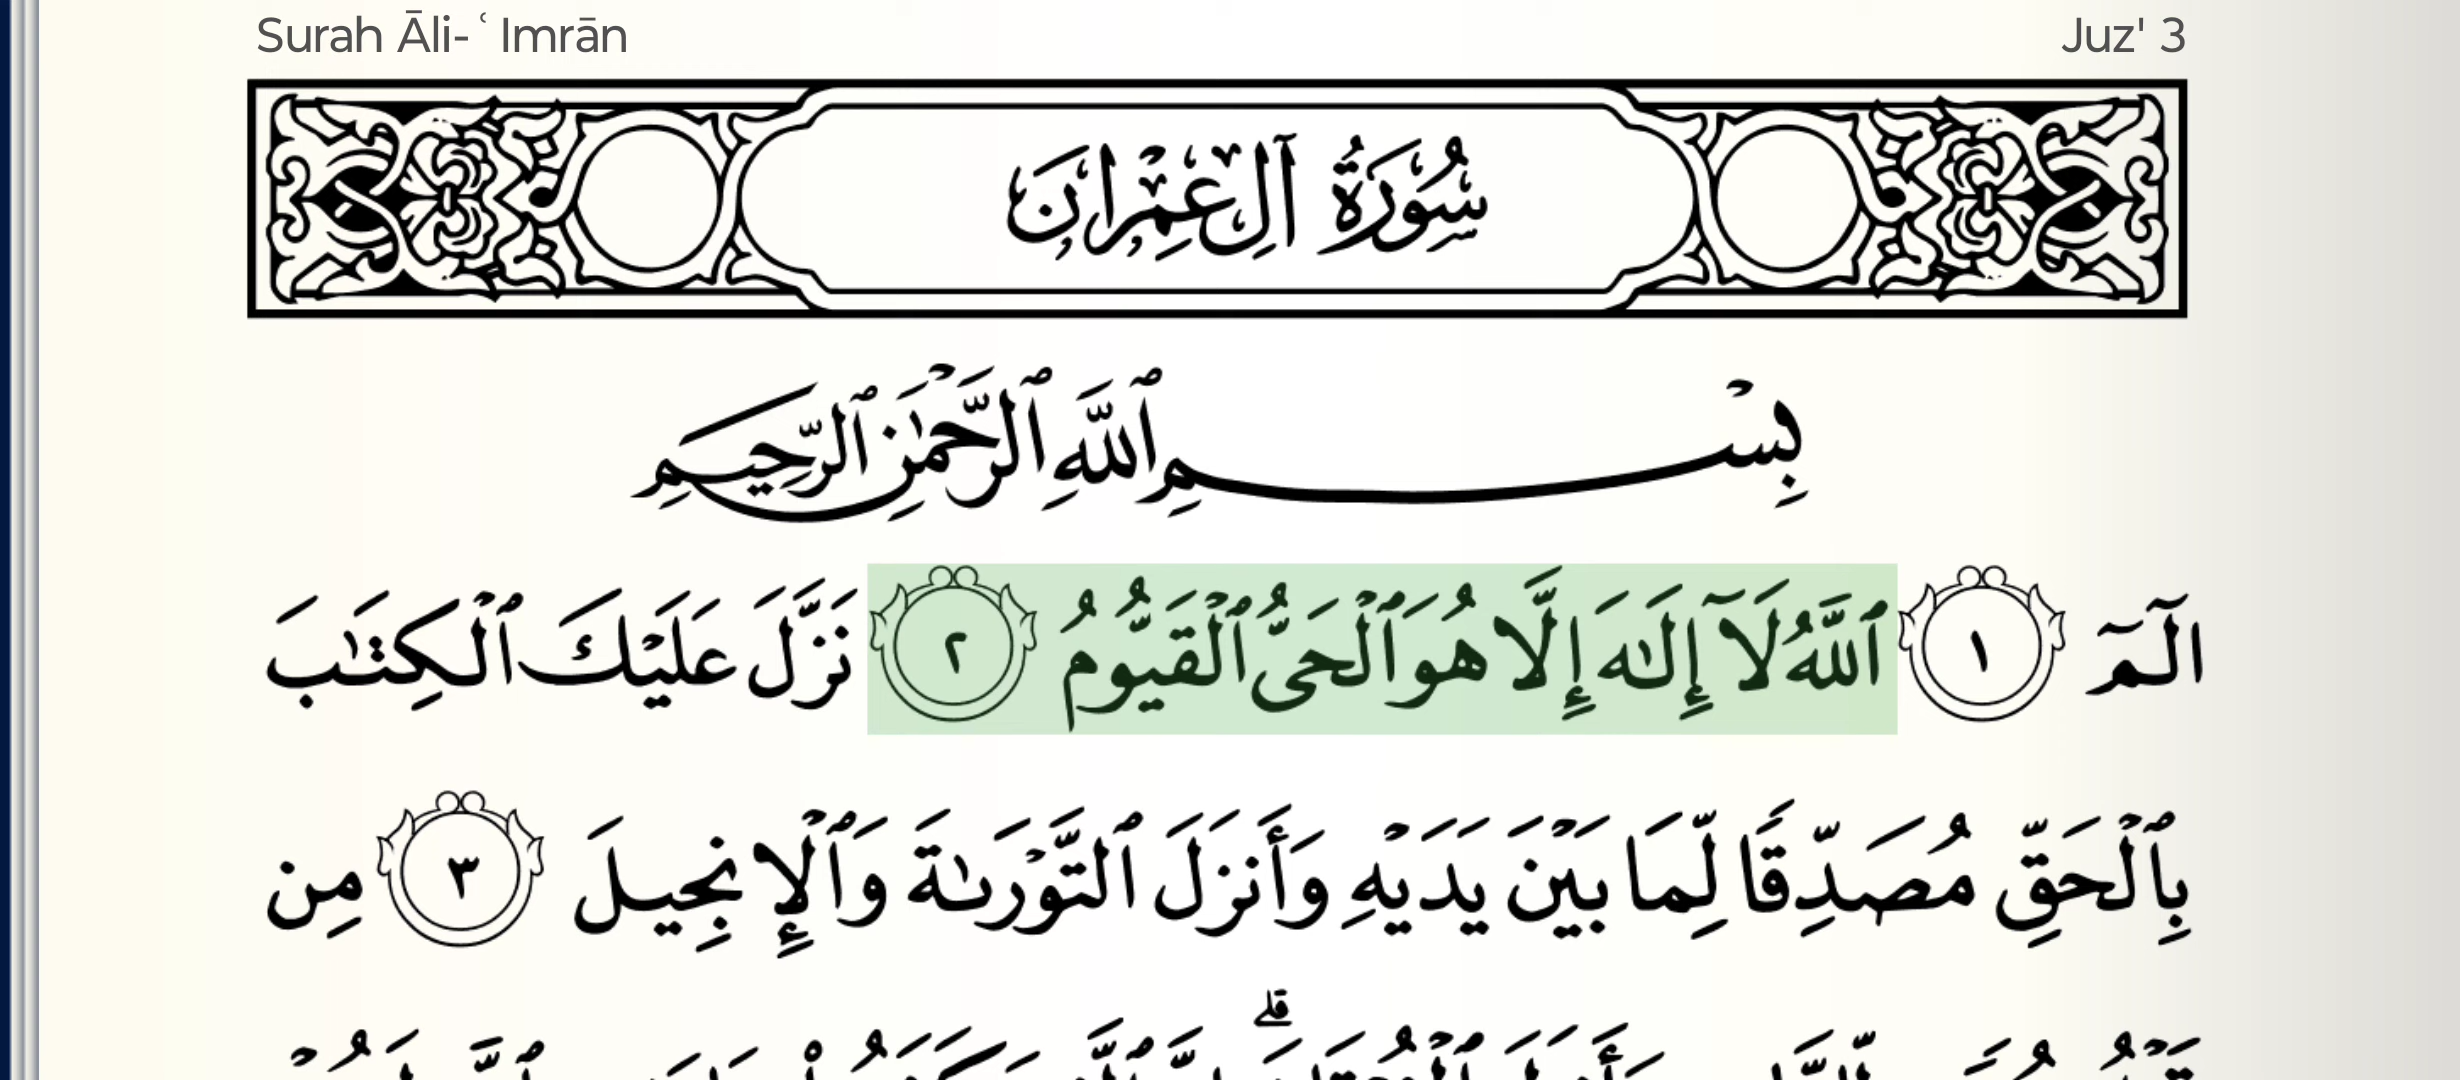 Surah Āli-ʿImrān
Juz' 3
سُورَةُ آلِ عِمْرَانَ
بِسْمِ ٱللَّهِ ٱلرَّحْمَٰنِ ٱلرَّحِيمِ
الٓمٓ ١ ٱللَّهُ لَآ إِلَٰهَ إِلَّا هُوَ ٱلْحَىُّ ٱلْقَيُّومُ ٢ نَزَّلَ عَلَيْكَ ٱلْكِتَٰبَ
بِٱلْحَقِّ مُصَدِّقًا لِّمَا بَيْنَ يَدَيْهِ وَأَنزَلَ ٱلتَّوْرَىٰةَ وَٱلْإِنجِيلَ ٣ مِن